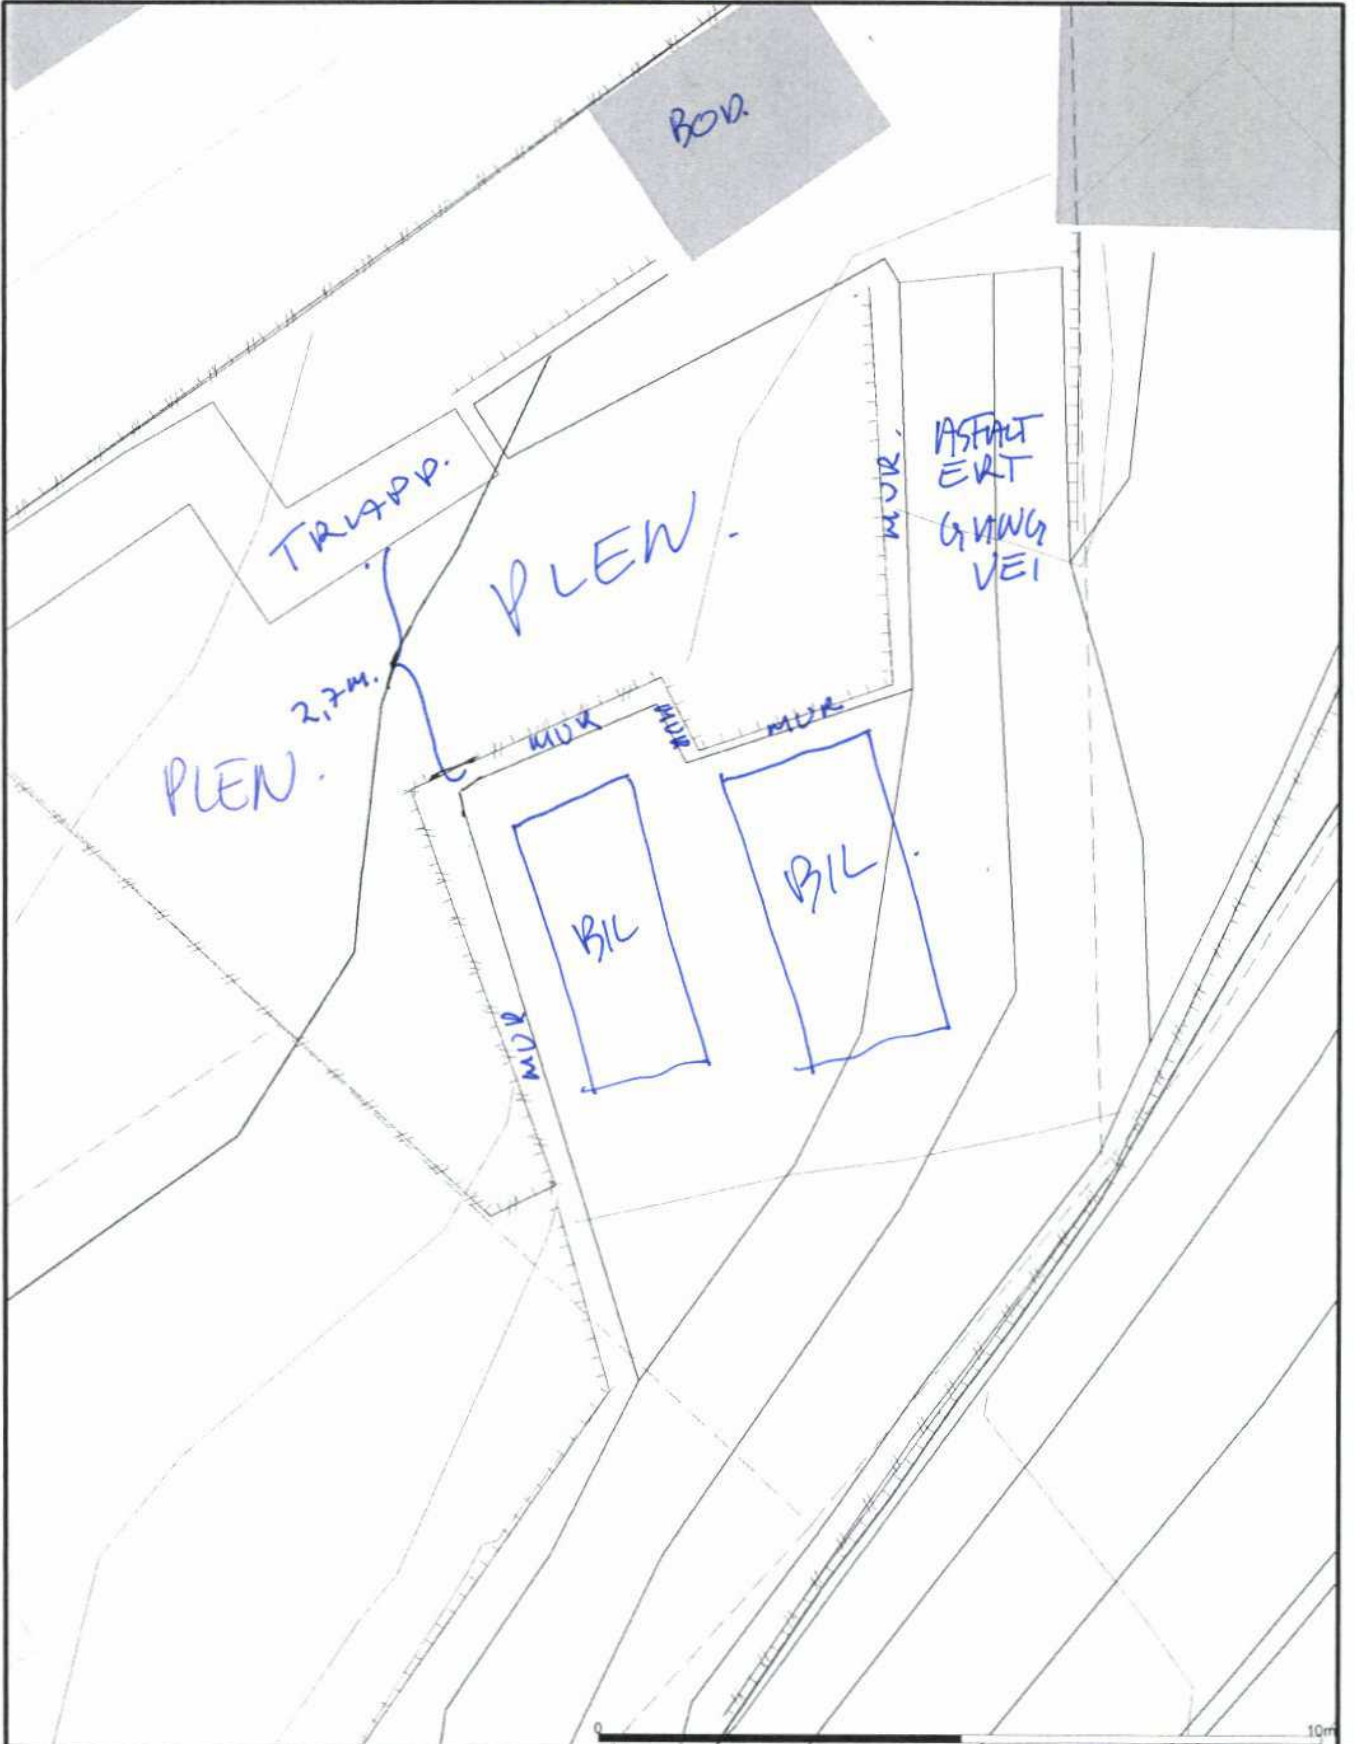 BOD.
TRAPP.
PLEN.
MUR.
ASFALT
ERT
GANG
VEI
2,7m.
PLEN.
MUR
MUR
MUR
BIL
BIL.
MUR
0
10m